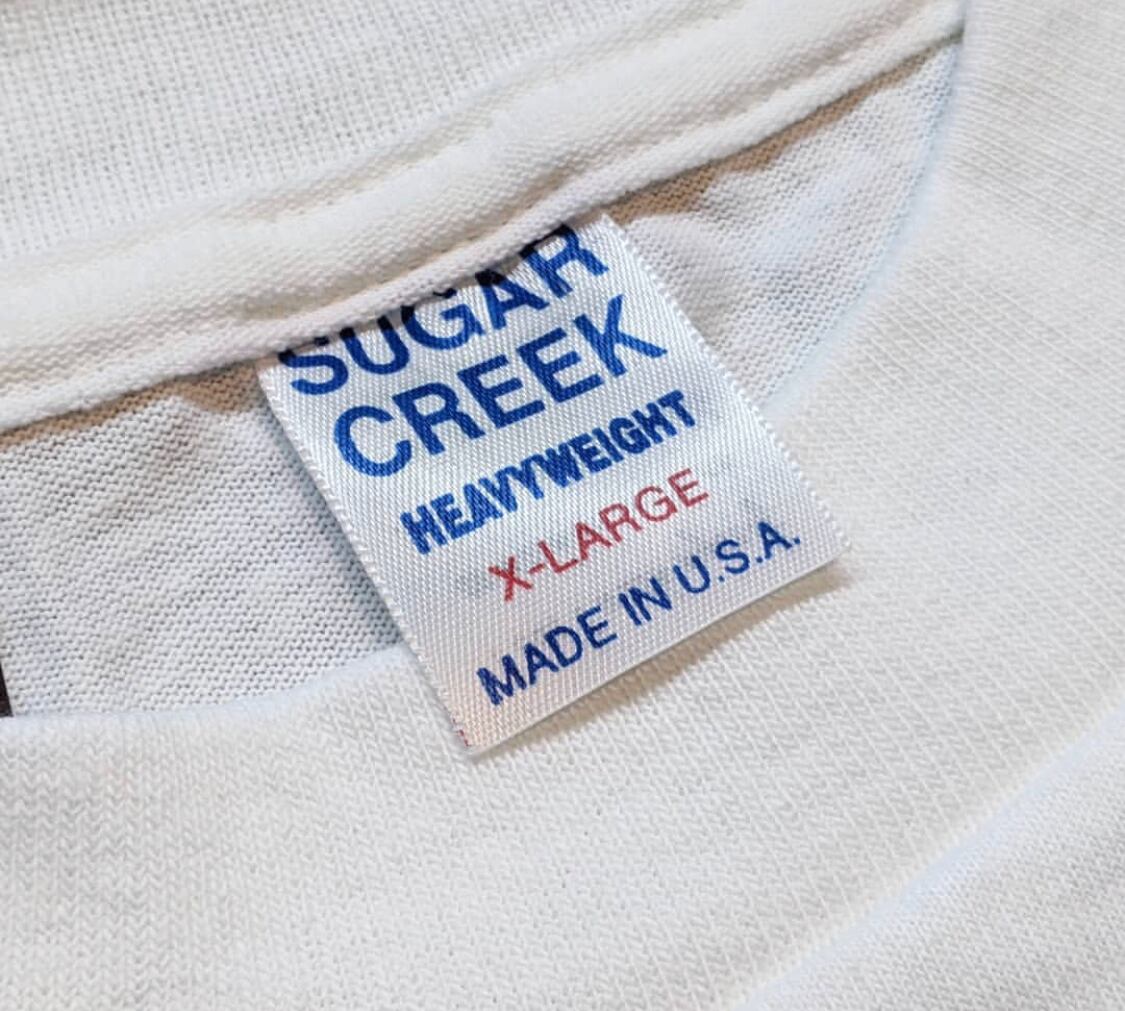 SUGAR
CREEK
HEAVYWEIGHT
X-LARGE
MADE IN U.S.A.